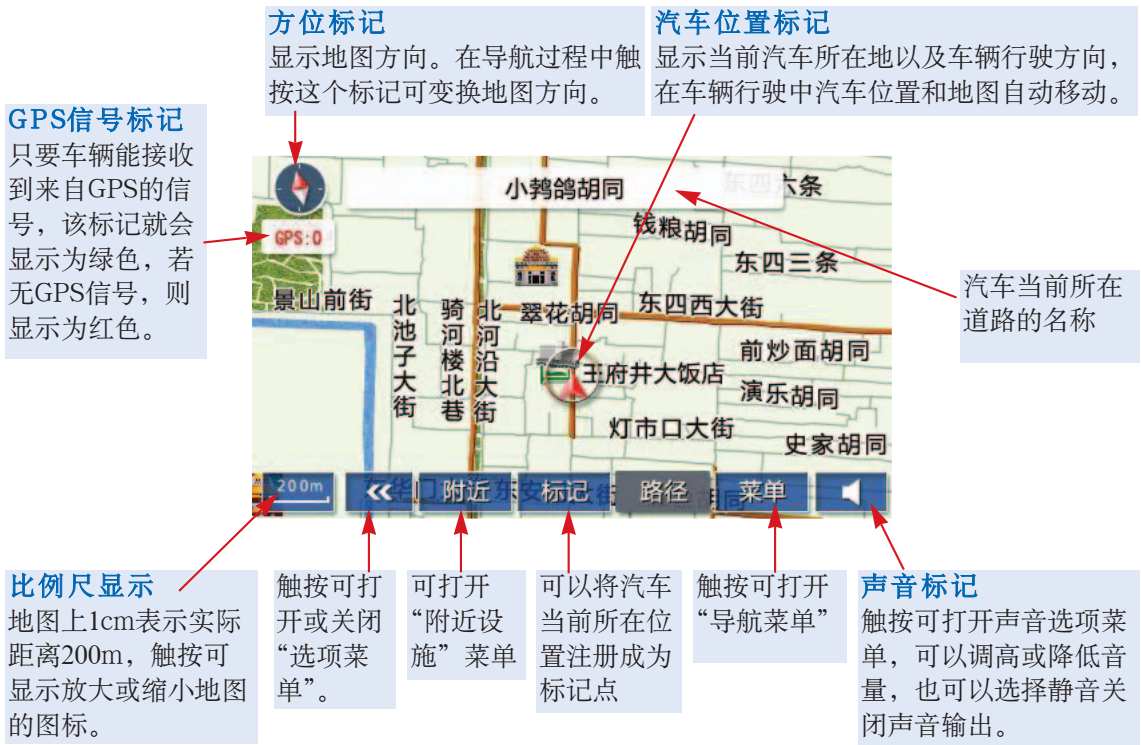 方位标记
显示地图方向。在导航过程中触
按这个标记可变换地图方向。
汽车位置标记
显示当前汽车所在地以及车辆行驶方向，
在车辆行驶中汽车位置和地图自动移动。
GPS信号标记
只要车辆能接收
到来自GPS的信
号，该标记就会
显示为绿色，若
无GPS信号，则
显示为红色。
小鹁鸽胡同
东四六条
GPS:0
钱粮胡同
东四三条
景山前街
北池子大街
骑河楼北巷
北河沿大街
翠花胡同
东四西大街
前炒面胡同
王府井大饭店
演乐胡同
灯市口大街
史家胡同
汽车当前所在
道路的名称
200m
«
附近
标记
路径
菜单
比例尺显示
地图上1cm表示实际
距离200m，触按可
显示放大或缩小地图
的图标。
触按可打
开或关闭
“选项菜
单”。
可打开
“附近设
施”菜单
可以将汽车
当前所在位
置注册成为
标记点
触按可打开
“导航菜单”
声音标记
触按可打开声音选项菜
单，可以调高或降低音
量，也可以选择静音关
闭声音输出。